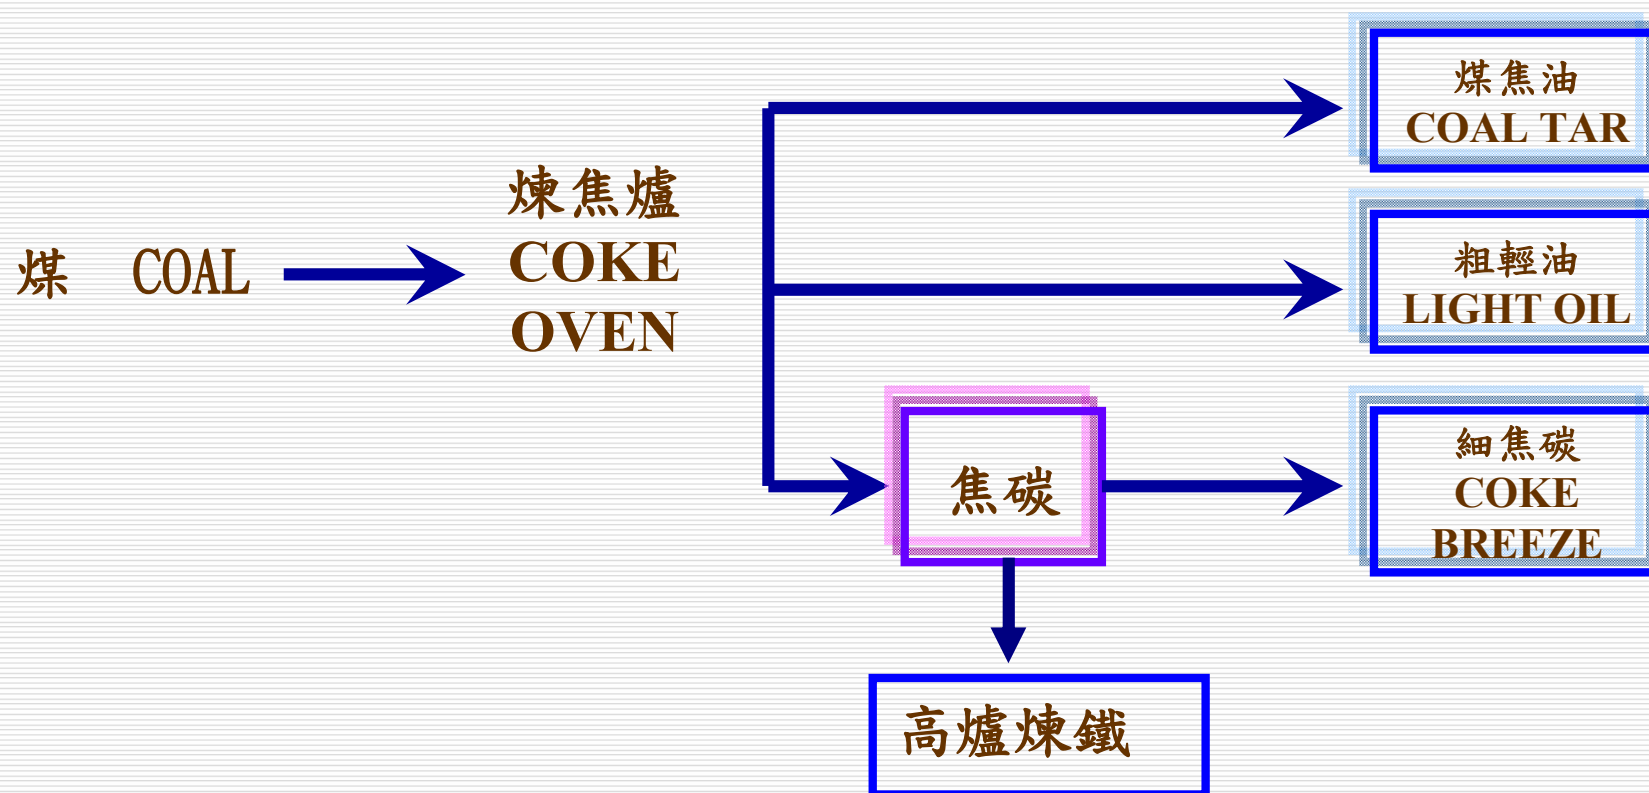 煤 COAL
煉焦爐
COKE
OVEN
煤焦油
COAL TAR
粗輕油
LIGHT OIL
焦碳
細焦碳
COKE
BREEZE
高爐煉鐵